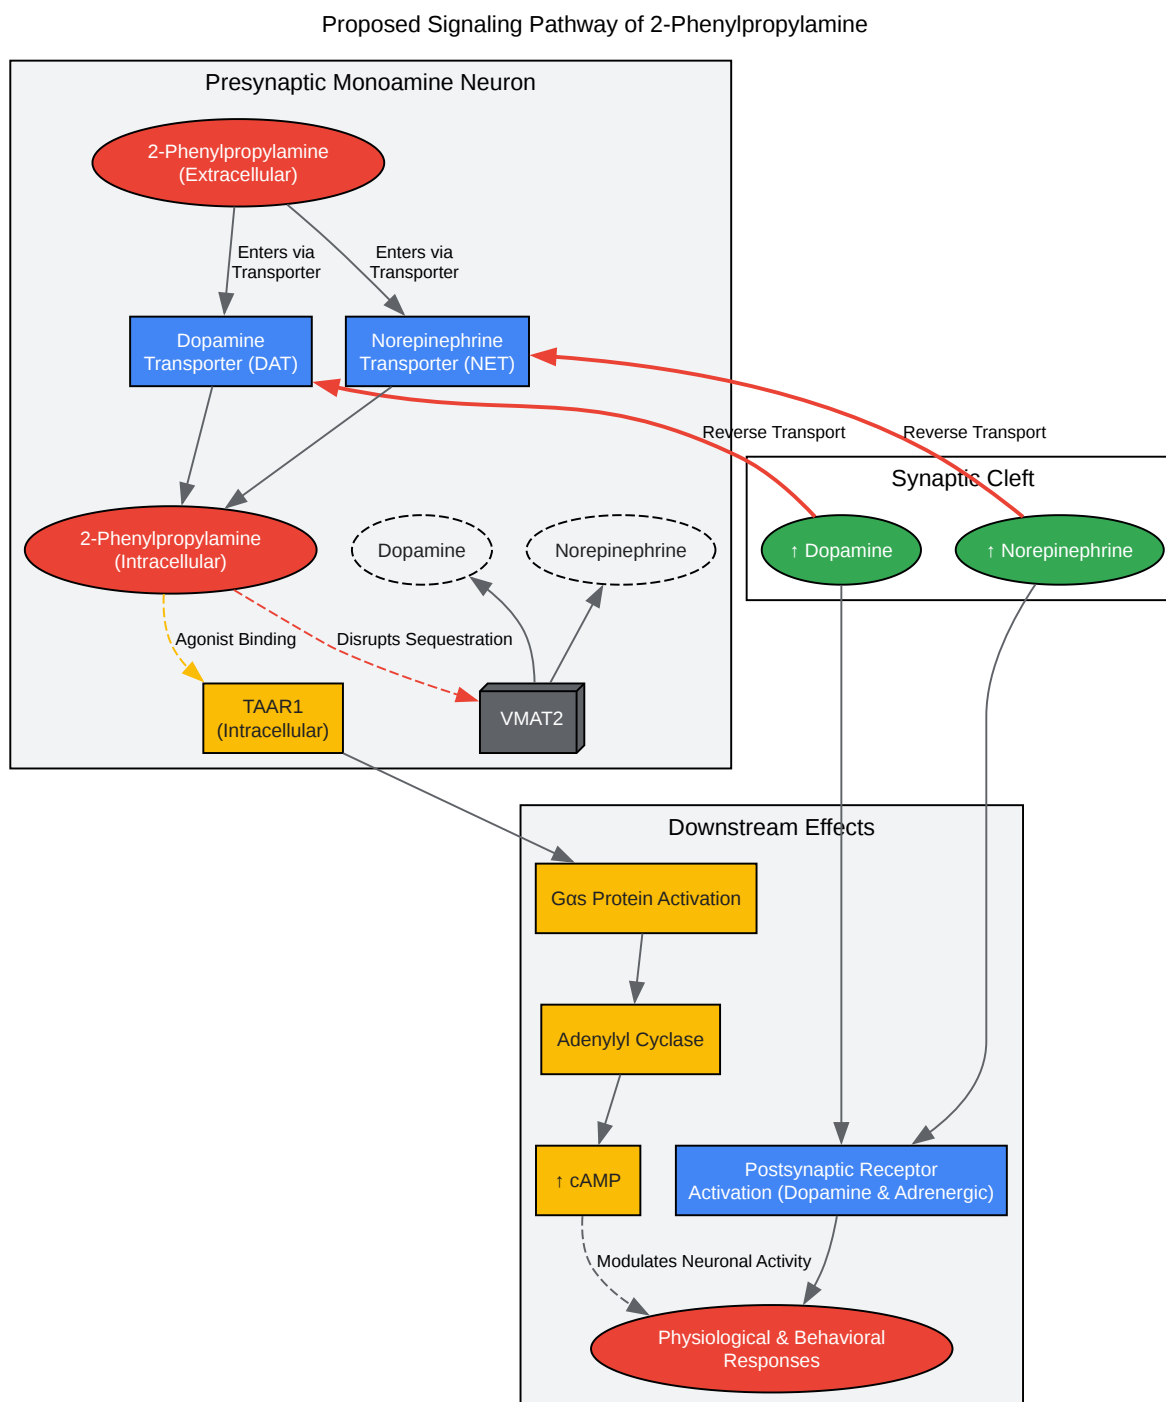 Proposed Signaling Pathway of 2-Phenylpropylamine
Presynaptic Monoamine Neuron
2-Phenylpropylamine
(Extracellular)
Enters via
Transporter
Enters via
Transporter
Dopamine
Transporter (DAT)
Norepinephrine
Transporter (NET)
Reverse Transport
Reverse Transport
Synaptic Cleft
2-Phenylpropylamine
(Intracellular)
Dopamine
Norepinephrine
↑ Dopamine
↑ Norepinephrine
Agonist Binding
Disrupts Sequestration
TAAR1
(Intracellular)
VMAT2
Downstream Effects
Gαs Protein Activation
Adenylyl Cyclase
↑ cAMP
Postsynaptic Receptor
Activation (Dopamine & Adrenergic)
Modulates Neuronal Activity
Physiological & Behavioral
Responses